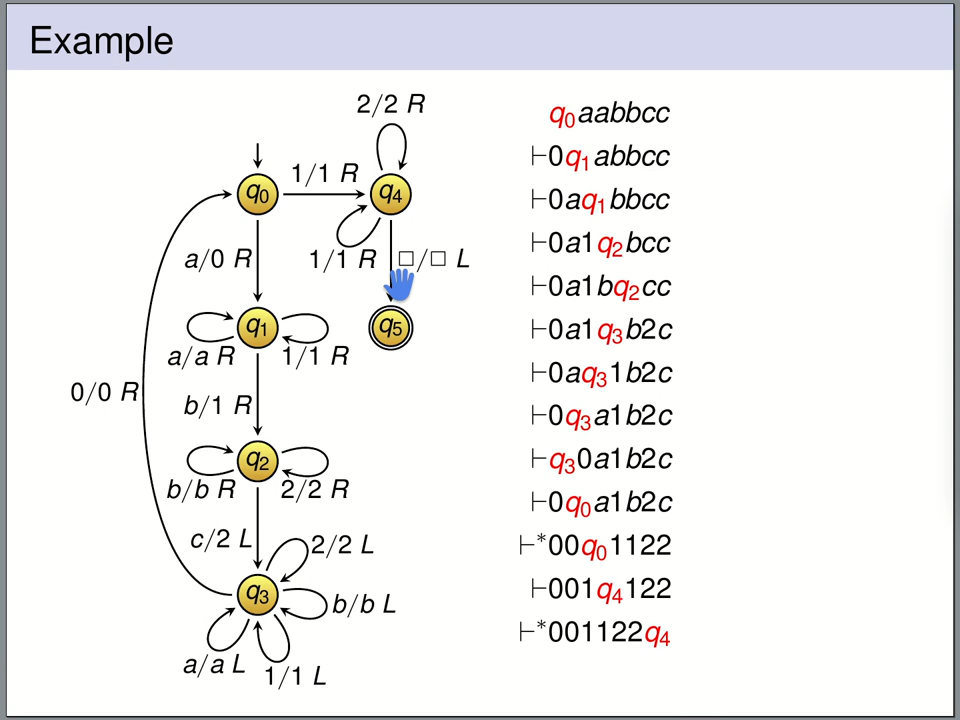 Example
2/2 R
1/1 R
q0
q4
a/0 R
1/1 R
□/□ L
q1
q5
a/a R
1/1 R
0/0 R
b/1 R
q2
b/b R
2/2 R
c/2 L
2/2 L
q3
b/b L
a/a L
1/1 L
q0aabbcc
⊢0q1abbcc
⊢0aq1bbcc
⊢0a1q2bcc
⊢0a1bq2cc
⊢0a1q3b2c
⊢0aq31b2c
⊢0q3a1b2c
⊢q30a1b2c
⊢0q0a1b2c
⊢*00q01122
⊢001q4122
⊢*001122q4